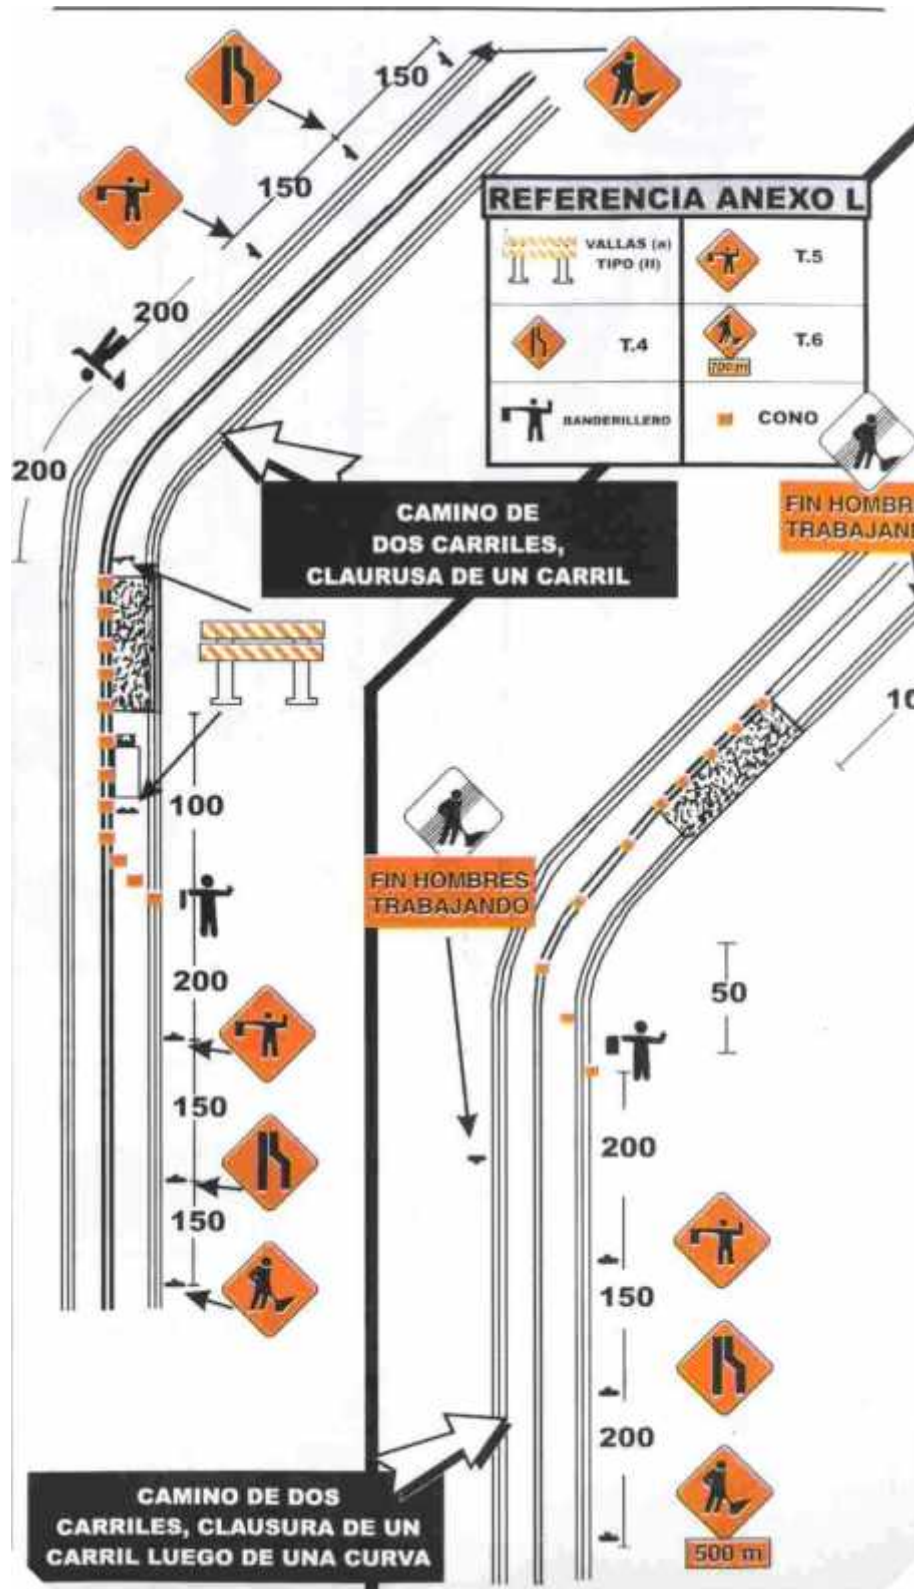 150
150
REFERENCIA ANEXO L
VALLAS (a)
TIPO (II)
T.5
200
T.4
T.6
700 m
BANDERILLERO
CONO
200
CAMINO DE
DOS CARRILES,
CLAURUSA DE UN CARRIL
FIN HOMBRE
TRABAJAND
10
100
FIN HOMBRES
TRABAJANDO
200
50
150
200
150
150
200
CAMINO DE DOS
CARRILES, CLAUSURA DE UN
CARRIL LUEGO DE UNA CURVA
500 m